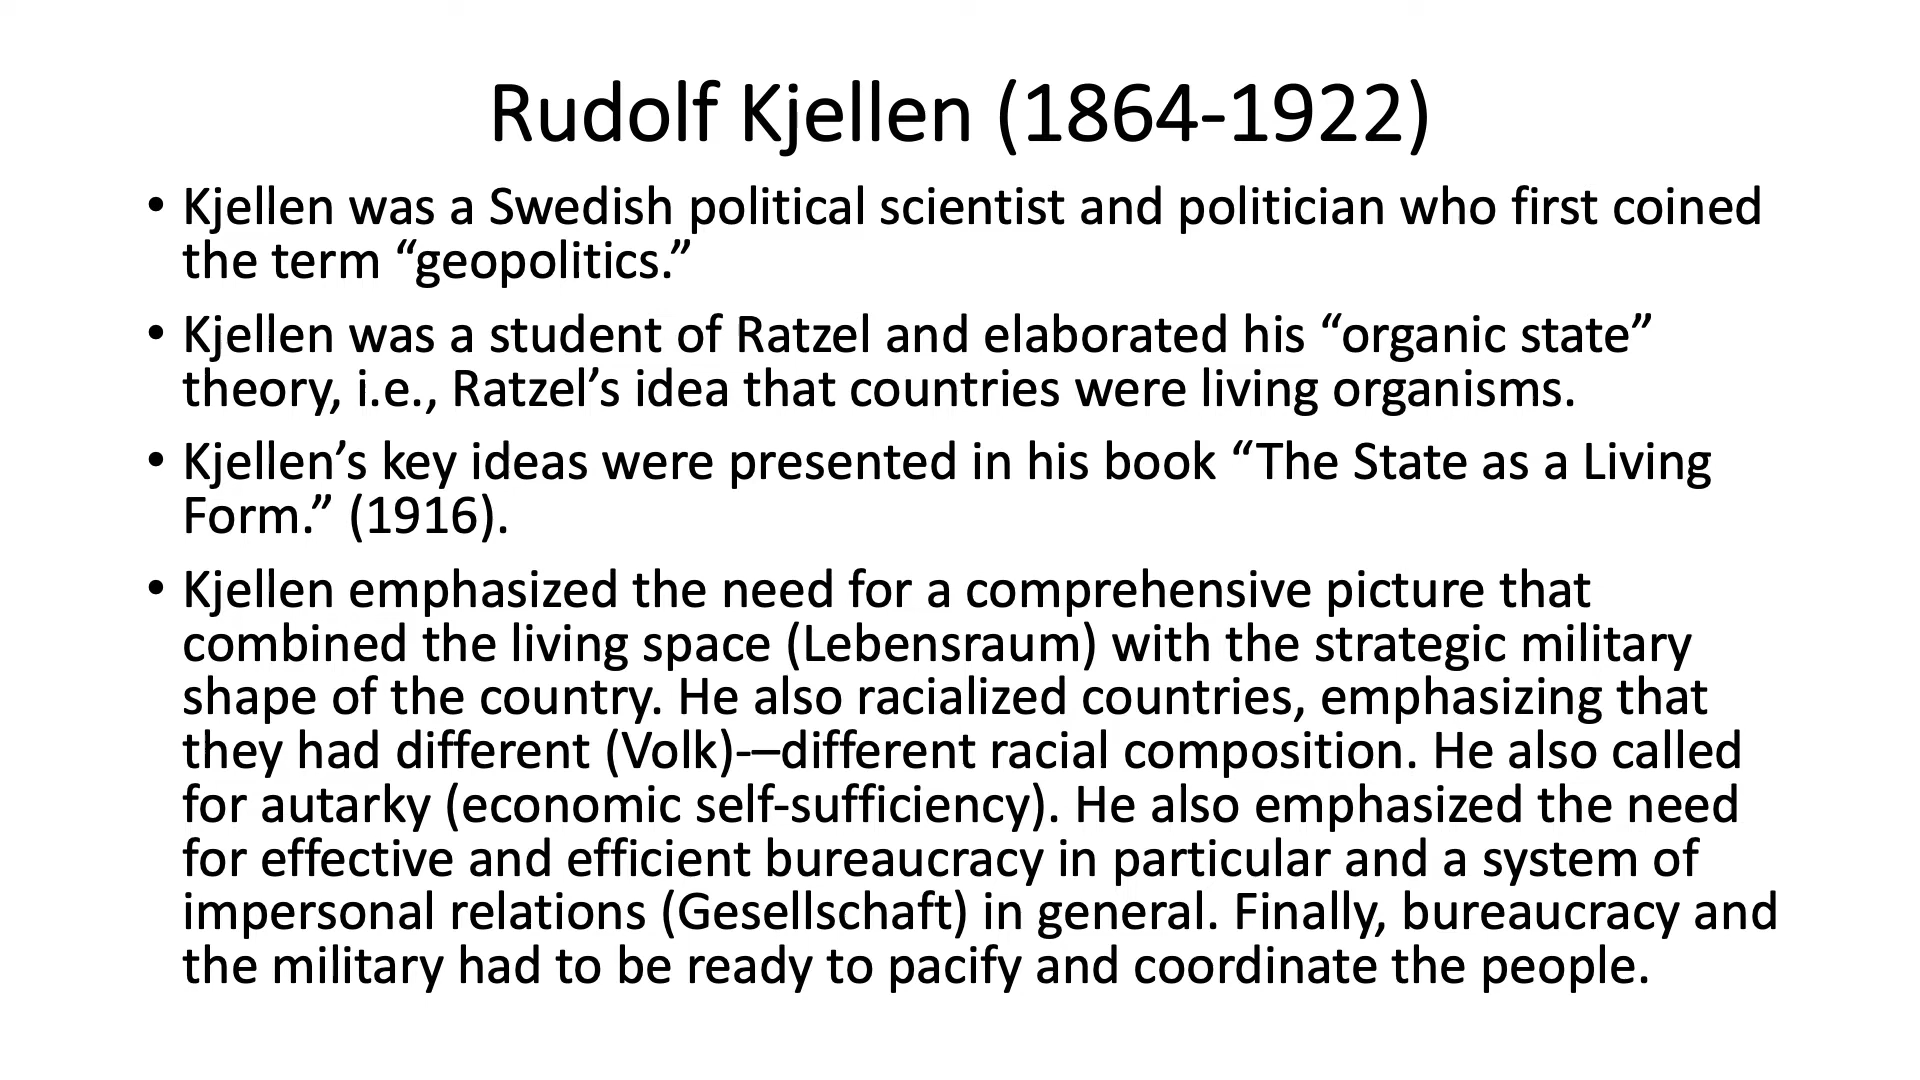 Rudolf Kjellen (1864-1922)
• Kjellen was a Swedish political scientist and politician who first coined
the term “geopolitics.”
• Kjellen was a student of Ratzel and elaborated his “organic state”
theory, i.e., Ratzel’s idea that countries were living organisms.
• Kjellen’s key ideas were presented in his book “The State as a Living
Form.” (1916).
• Kjellen emphasized the need for a comprehensive picture that
combined the living space (Lebensraum) with the strategic military
shape of the country. He also racialized countries, emphasizing that
they had different (Volk)-–different racial composition. He also called
for autarky (economic self-sufficiency). He also emphasized the need
for effective and efficient bureaucracy in particular and a system of
impersonal relations (Gesellschaft) in general. Finally, bureaucracy and
the military had to be ready to pacify and coordinate the people.